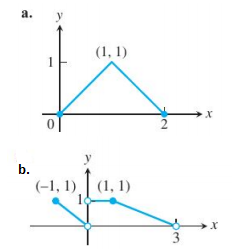 a.
y
(1, 1)
1
0
2
x
b.
y
(–1, 1)
(1, 1)
1
3
x